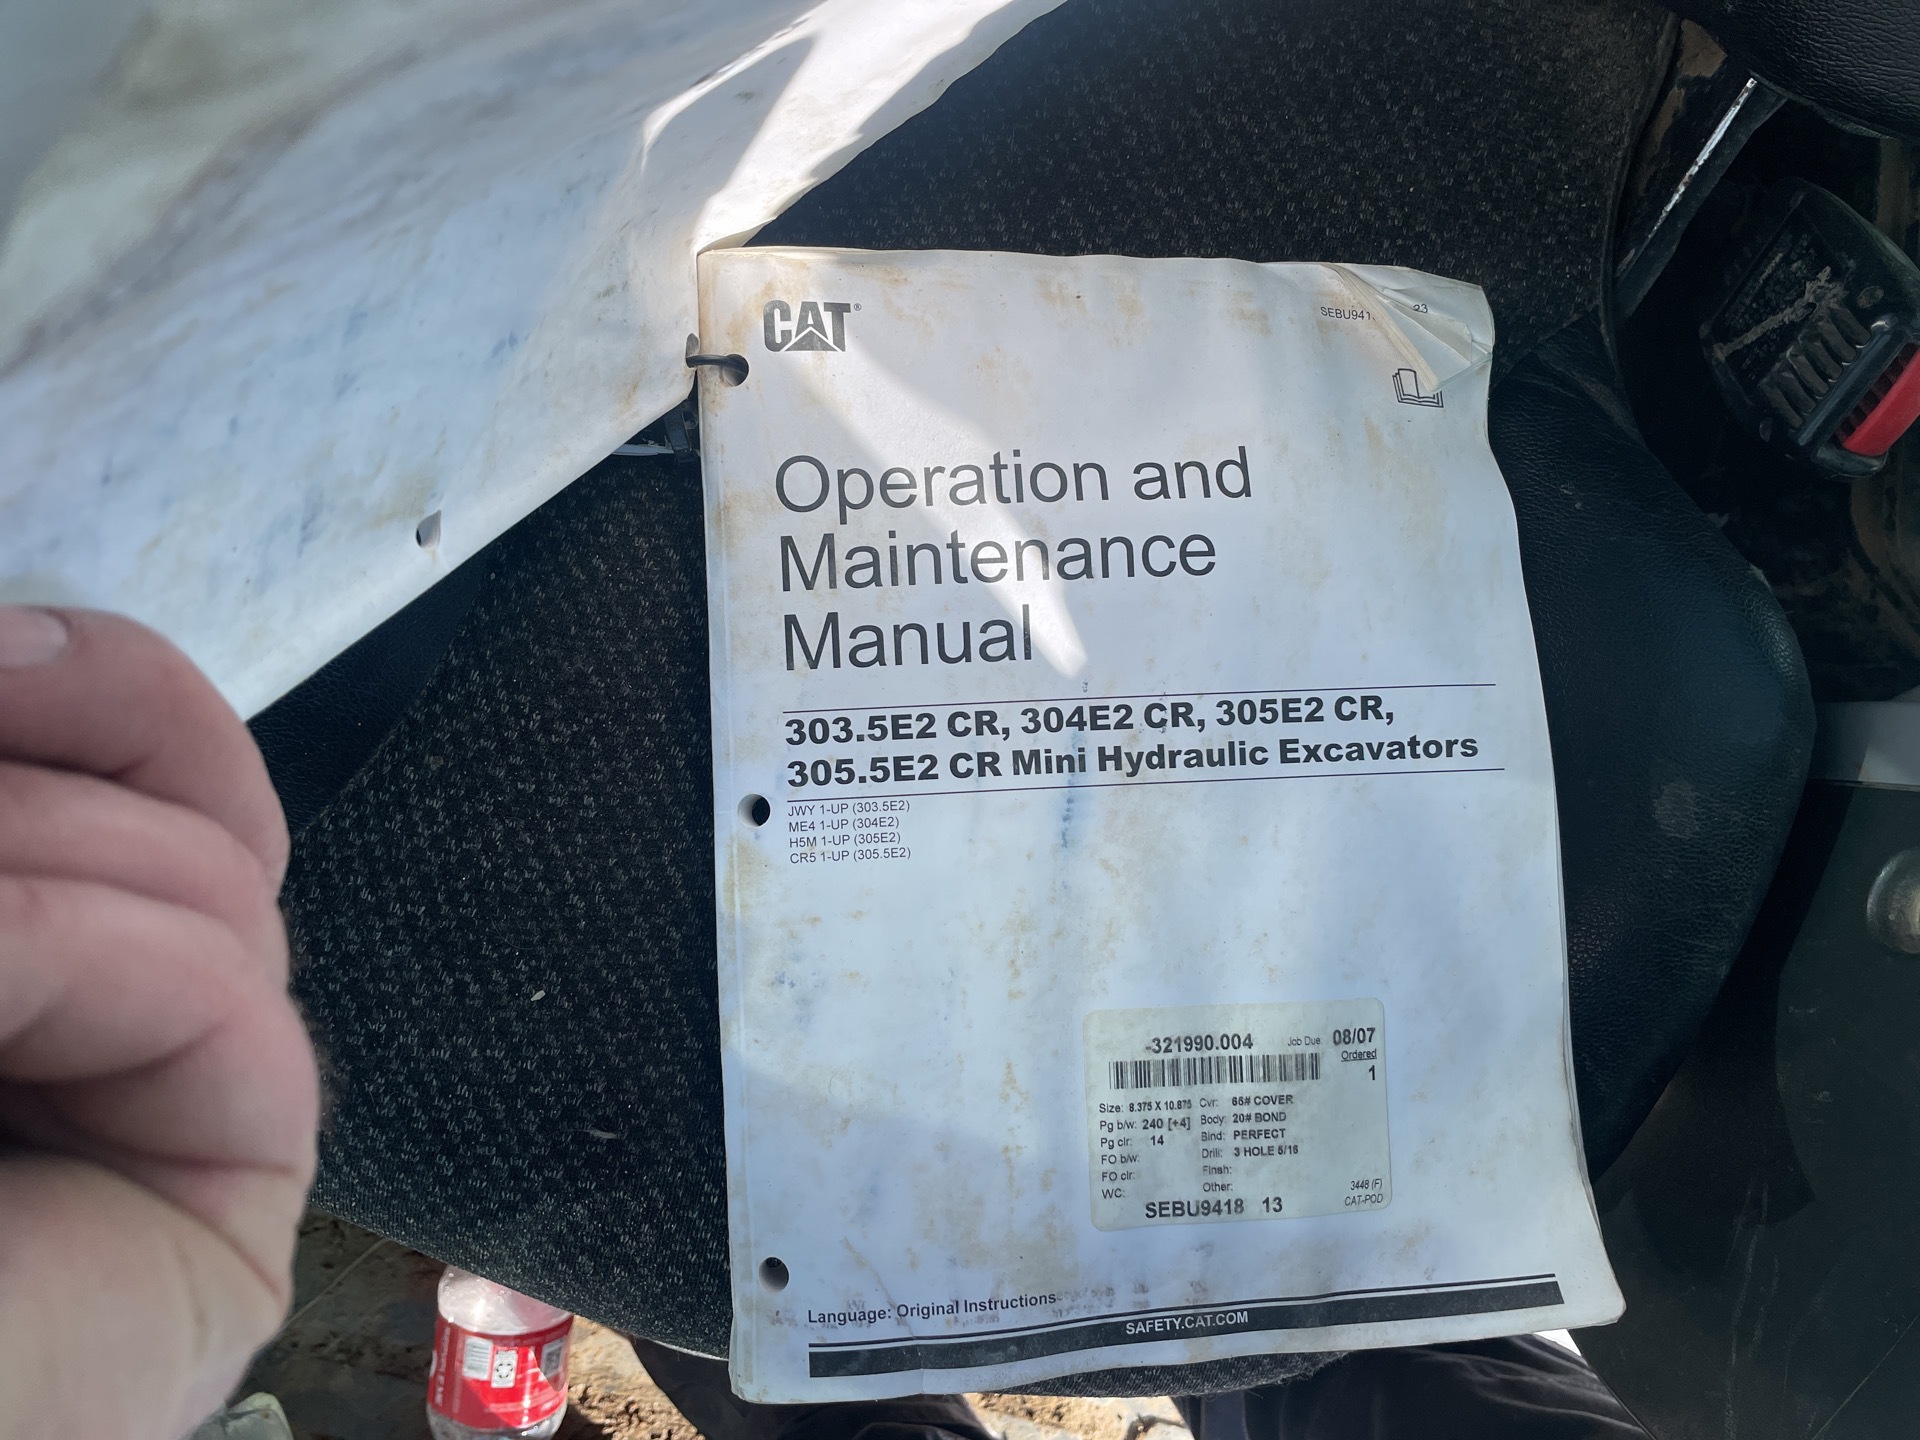 CAT®
SEBU941
23
Operation and
Maintenance
Manual
303.5E2 CR, 304E2 CR, 305E2 CR,
305.5E2 CR Mini Hydraulic Excavators
JWY 1-UP (303.5E2)
ME4 1-UP (304E2)
H5M 1-UP (305E2)
CR5 1-UP (305.5E2)
-321990.004 Job Due 08/07
Ordered
1
Size: 8.375 X 10.875 Cvr: 65# COVER
Pg b/w: 240 [+4] Body: 20# BOND
Pg clr: 14 Bind: PERFECT
FO b/w: Drill: 3 HOLE 5/16
FO clr: Finsh:
WC: Other: 3448 (F)
SEBU9418 13 CAT-POD
Language: Original Instructions
SAFETY.CAT.COM